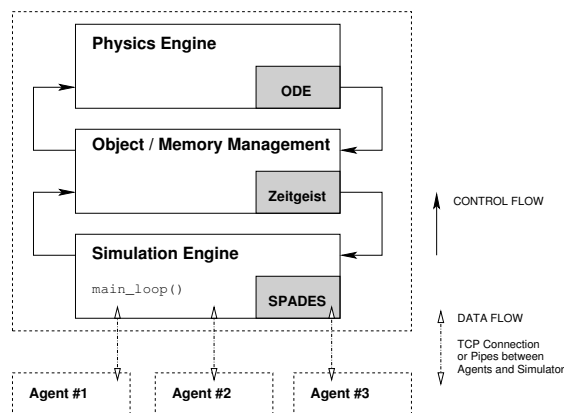 Physics Engine
ODE
Object / Memory Management
Zeitgeist
Simulation Engine
main_loop()
SPADES
CONTROL FLOW
DATA FLOW
TCP Connection
or Pipes between
Agents and Simulator
Agent #1
Agent #2
Agent #3